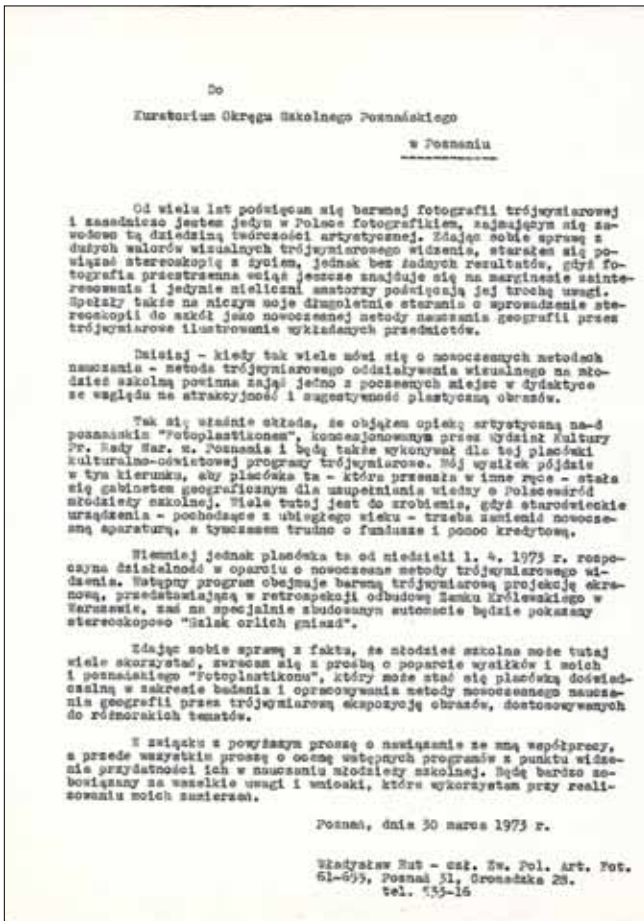 Do
Kuratorium Okręgu Szkolnego Poznańskiego
w Poznaniu
Od wielu lat poświęcam się barwnej fotografii trójwymiarowej
i zasadniczo jestem jedyn w Polsce fotografikiem, zajmującym się za-
wodowo tą dziedziną twórczości artystycznej. Zdając sobie sprawę z
dużych walorów wizualnych trójwymiarowego widzenia, starałem się po-
wiązać stereoskopię z życiem, jednak bez żadnych rezultatów, gdyż fo-
tografia przestrzenna wciąż jeszcze znajduje się na marginesie zainte-
resowania i jedynie nieliczni amatorzy poświęcają jej trochę uwagi.
Spełzły także na niczym moje długoletnie starania o wprowadzenie ste-
reoskopii do szkół jako nowoczesnej metody nauczania geografii przez
trójwymiarowe ilustrowanie wykładanych przedmiotów.
Dzisiaj - kiedy tak wiele mówi się o nowoczesnych metodach
nauczania - metoda trójwymiarowego oddziaływania wizualnego na mło-
dzież szkolną powinna zająć jedno z poczesnych miejsc w dydaktyce
ze względu na atrakcyjność i sugestywność plastyczną obrazów.
Tak się właśnie składa, że objąłem opiekę artystyczną na-d
poznańskim "Fotoplastikonem", koncesjonowanym przez Wydział Kultury
Pr. Rady Nar. m. Poznania i będę także wykonywał dla tej placówki
kulturalno-oświatowej programy trójwymiarowe. Mój wysiłek pójdzie
w tym kierunku, aby placówka ta - która przeszła w inne ręce - stała
się gabinetem geograficznym dla uzupełniania wiedzy o Polscewśród
młodzieży szkolnej. Wiele tutaj jest do zrobienia, gdyż staroświeckie
urządzenia - pochodzące z ubiegłego wieku - trzeba zamienić nowocze-
sną aparaturą, a tymczasem trudno o fundusze i pomoc kredytową.
Niemniej jednak placówka ta od niedzieli 1. 4. 1973 r. rozpo-
czyna działalność w oparciu o nowoczesne metody trójwymiarowego wi-
dzenia. Wstępny program obejmuje barwną trójwymiarową projekcję ekra-
nową, przedstawiającą w retrospekcji odbudowę Zamku Królewskiego w
Warszawie, zaś na specjalnie zbudowanym automacie będzie pokazany
stereoskopowo "Szlak orlich gniazd".
Zdając sobie sprawę z faktu, że młodzież szkolna może tutaj
wiele skorzystać, zwracam się z prośbą o poparcie wysiłków i moich
i poznańskiego "Fotoplastikonu", który może stać się placówką doświad-
czalną w zakresie badania i opracowywania metody nowoczesnego naucza-
nia geografii przez trójwymiarową ekspozycję obrazów, dostosowywanych
do różnorakich tematów.
W związku z powyższym proszę o nawiązanie ze mną współpracy,
a przede wszystkim proszę o ocenę wstępnych programów z punktu widze-
nia przydatności ich w nauczaniu młodzieży szkolnej. Będę bardzo zo-
bowiązany za wszelkie uwagi i wnioski, które wykorzystam przy reali-
zowaniu moich zamierzeń.
Poznań, dnia 30 marca 1973 r.
Władysław Rut - czł. Zw. Pol. Art. Fot.
61-655, Poznań 31, Gromadzka 28.
tel. 533-16